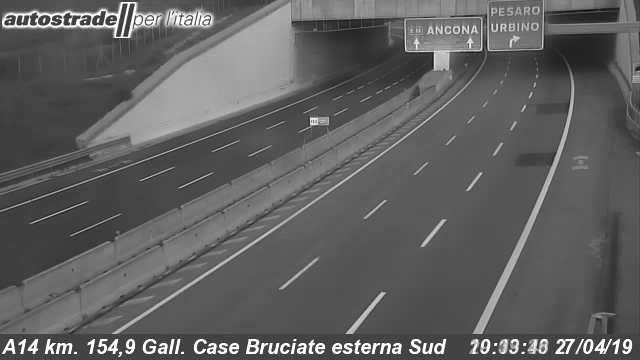 autostrade//per l'italia
PESARO
URBINO
E 55 ANCONA
A14 km. 154,9 Gall. Case Bruciate esterna Sud 27/04/19